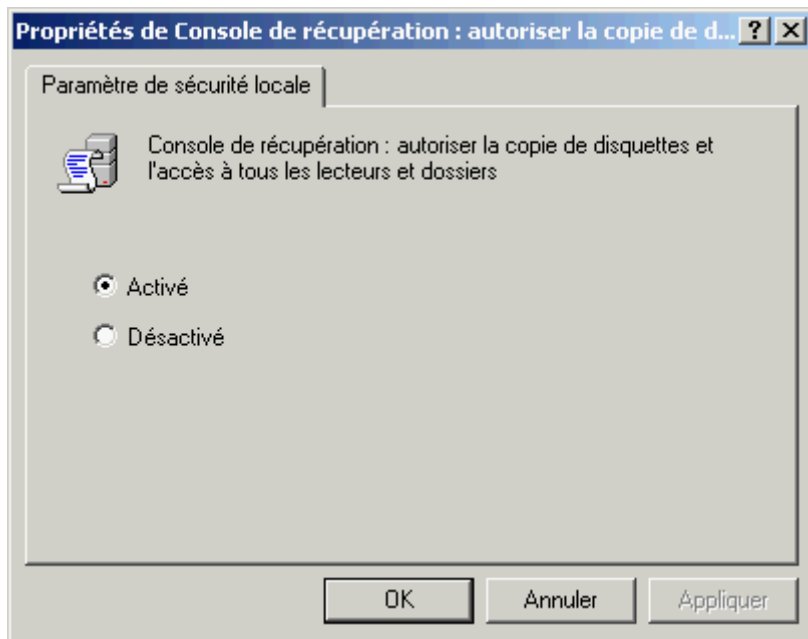 Propriétés de Console de récupération : autoriser la copie de d...
Paramètre de sécurité locale
Console de récupération : autoriser la copie de disquettes et
l'accès à tous les lecteurs et dossiers
Activé
Désactivé
OK
Annuler
Appliquer